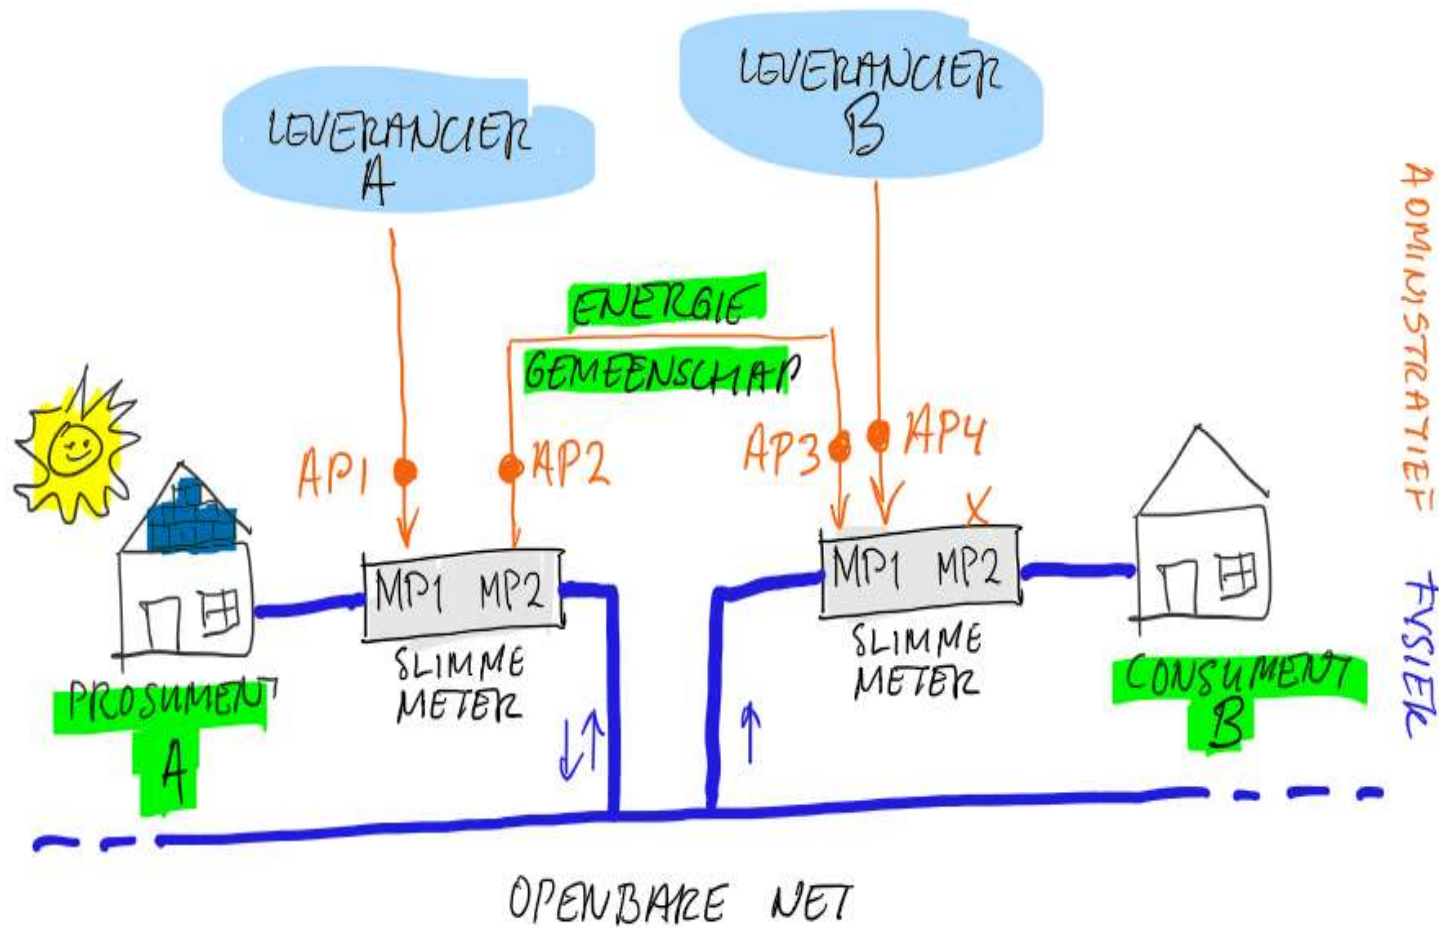 LEVERANCIER
A
LEVERANCIER
B
ENERGIE
GEMEENSCHAP
AP1
AP2
AP3
AP4
X
MP1 MP2
SLIMME
METER
MP1 MP2
SLIMME
METER
PROSUMENT
A
CONSUMENT
B
OPENBARE NET
ADMINISTRATIEF
FYSIEK